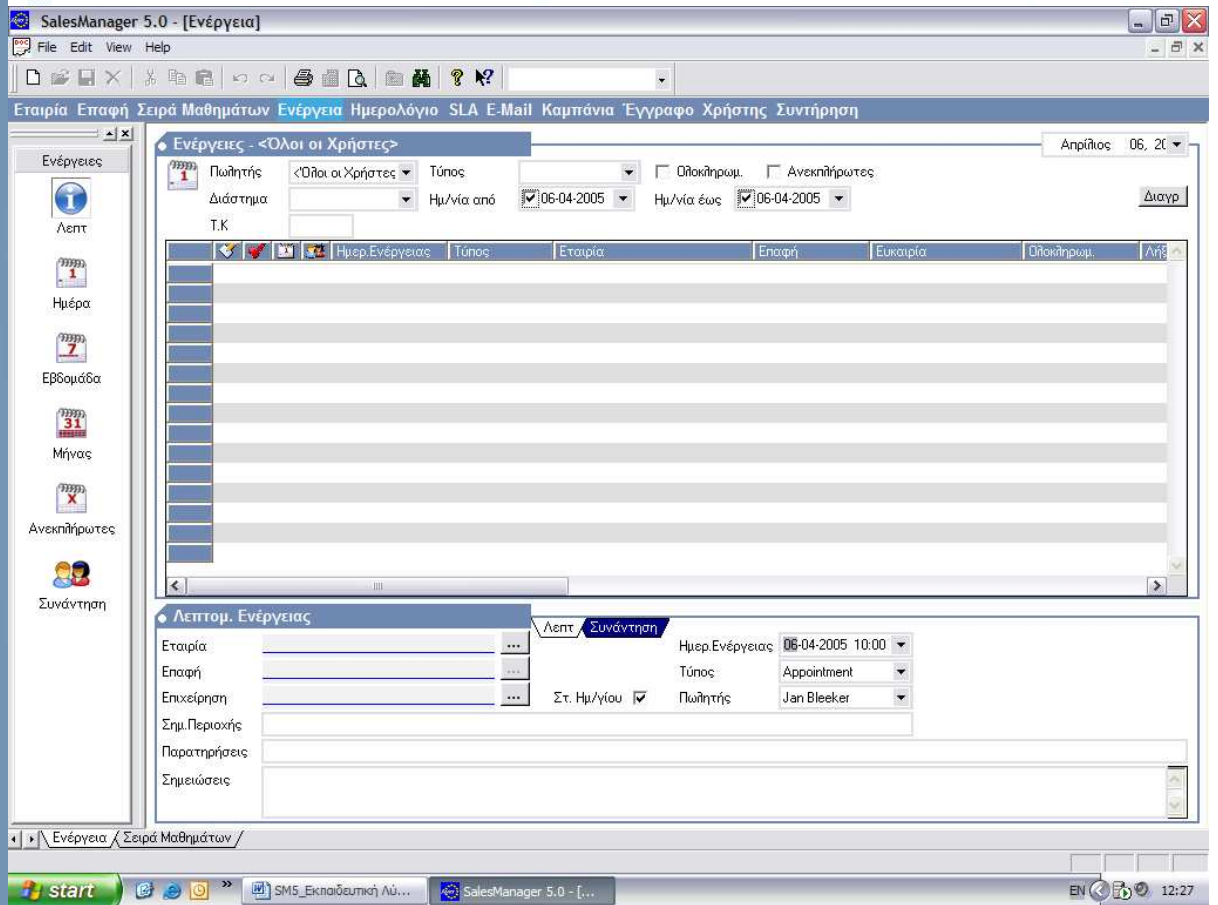 SalesManager 5.0 - [Ενέργεια]
File Edit View Help
Εταιρία Επαφή Σειρά Μαθημάτων Ενέργεια Ημερολόγιο SLA E-Mail Καμπάνια Έγγραφο Χρήστης Συντήρηση
Ενέργειες
Λεπτ
1
Ημέρα
7
Εβδομάδα
31
Μήνας
Ανεκπλήρωτες
Συνάντηση
Ενέργειες - <Όλοι οι Χρήστες>
Απρίλιος 06, 20
Πωλητής <Όλοι οι Χρήστες Τύπος Ολοκληρωμ. Ανεκπλήρωτες
Διάστημα Ημ/νία από 06-04-2005 Ημ/νία έως 06-04-2005 Διαγρ
Τ.Κ
Ημερ.Ενέργειας Τύπος Εταιρία Επαφή Ευκαιρία Ολοκληρωμ. Λήξ
Λεπτομ. Ενέργειας
Λεπτ Συνάντηση
Εταιρία ... Ημερ.Ενέργειας 06-04-2005 10:00
Επαφή ... Τύπος Appointment
Επιχείρηση ... Στ. Ημ/γίου Πωλητής Jan Bleeker
Σημ.Περιοχής
Παρατηρήσεις
Σημειώσεις
Ενέργεια Σειρά Μαθημάτων
start SM5_Εκπαιδευτική Λύ... SalesManager 5.0 - [... EN 12:27